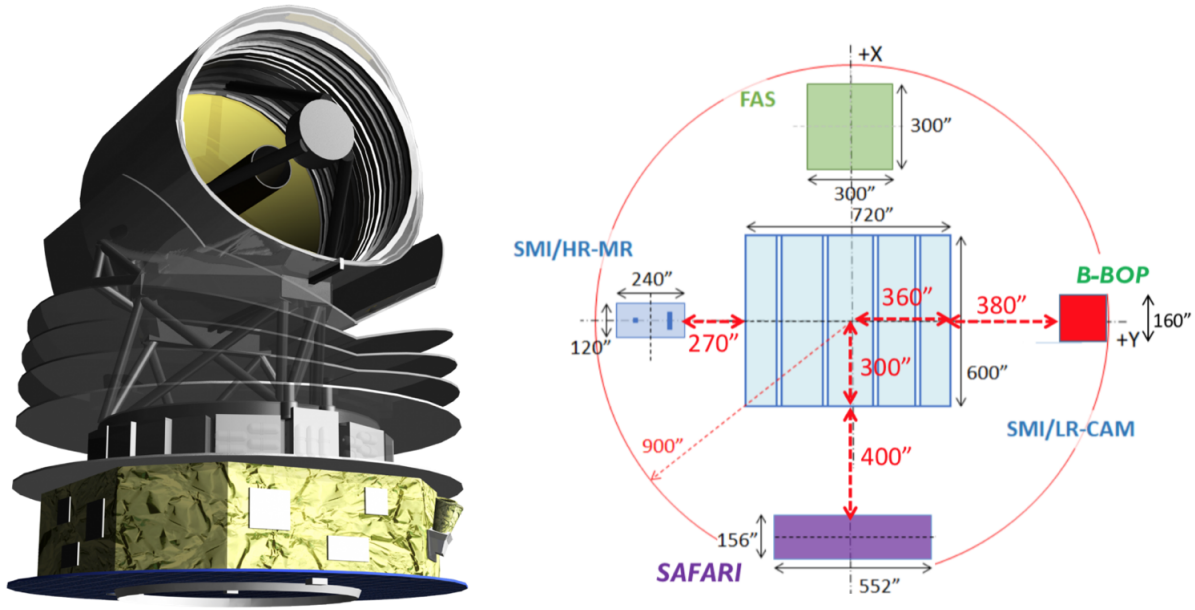 +X
FAS
300”
300”
720”
SMI/HR-MR
240”
B-BOP
360”
380”
160”
+Y
120”
270”
300”
600”
SMI/LR-CAM
900”
400”
156”
SAFARI
552”